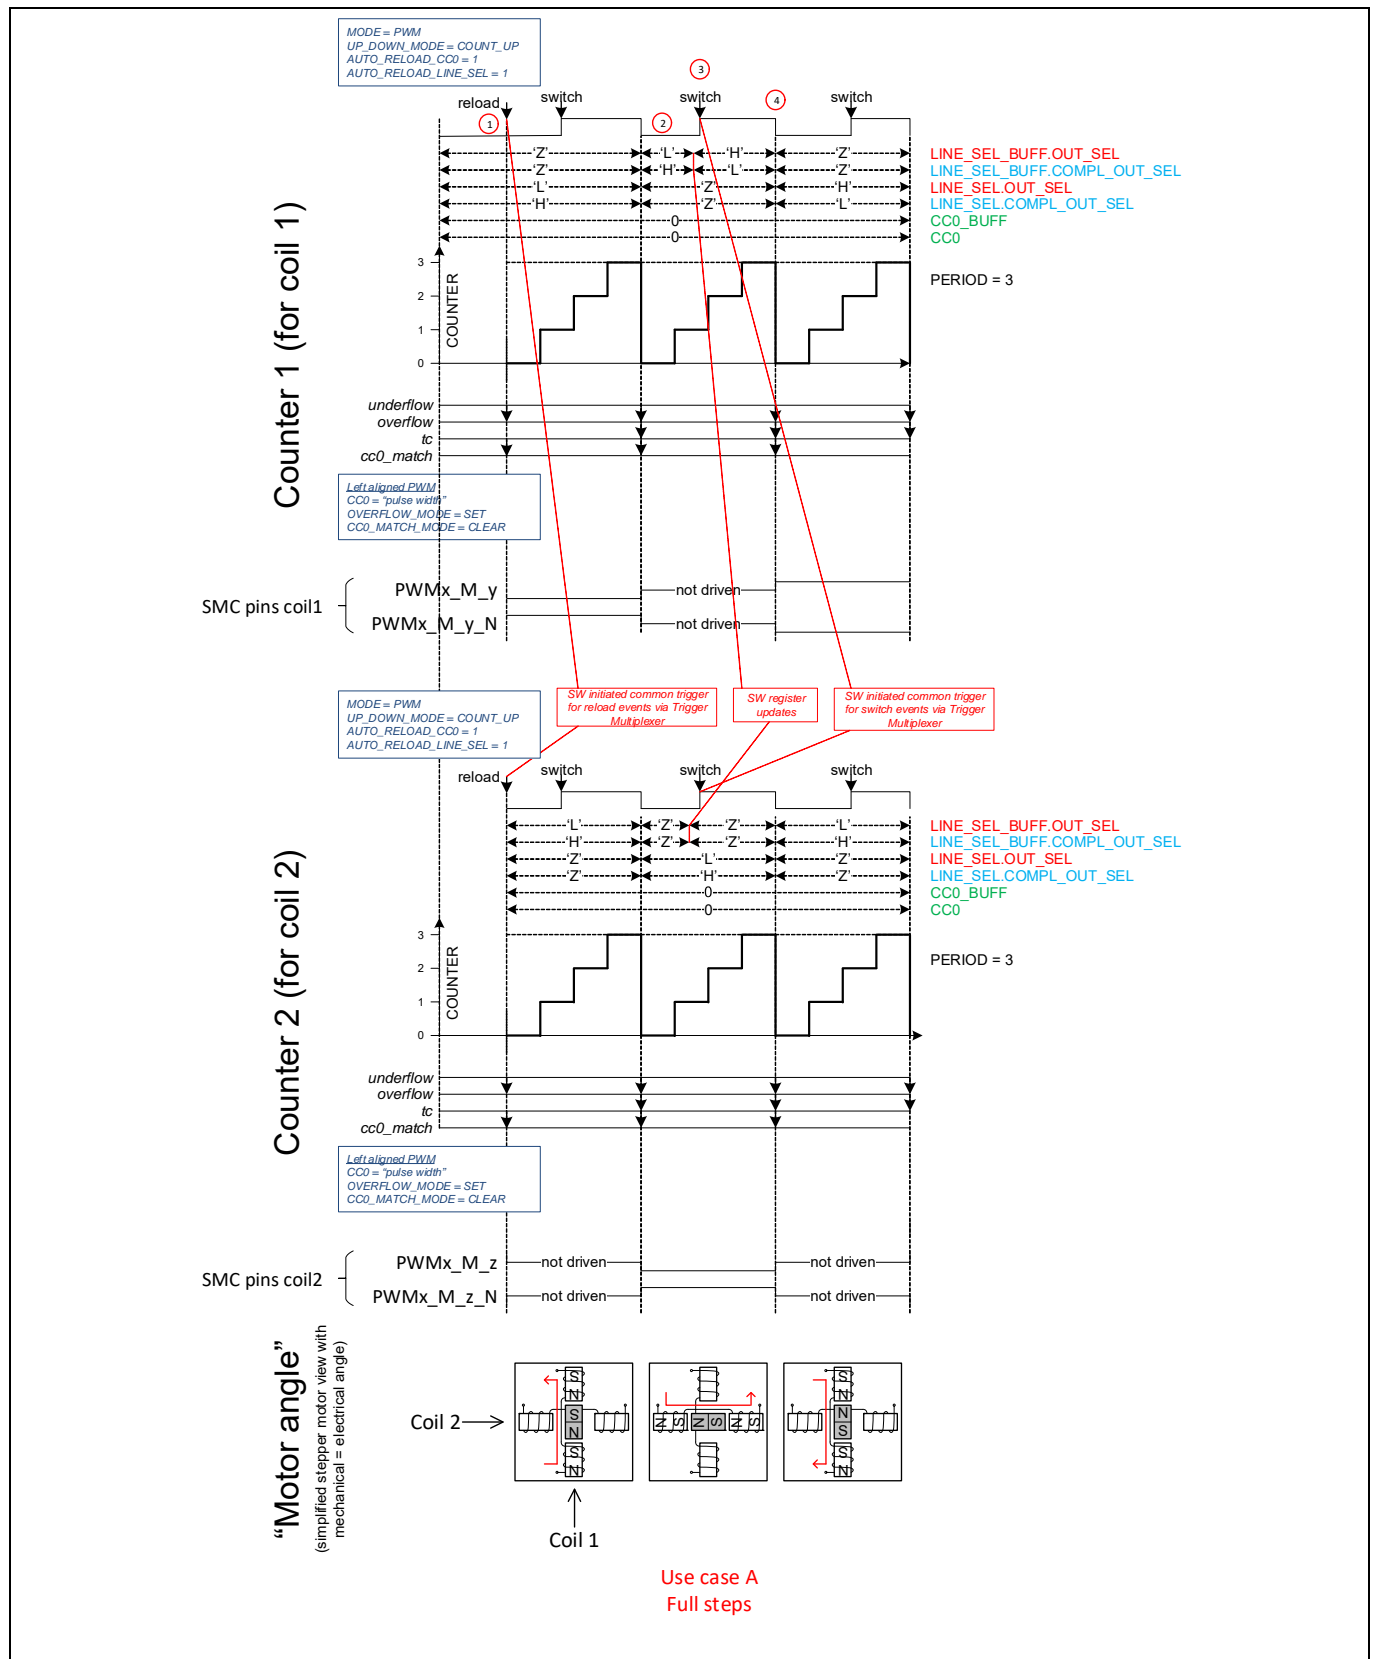 MODE = PWM
UP_DOWN_MODE = COUNT_UP
AUTO_RELOAD_CC0 = 1
AUTO_RELOAD_LINE_SEL = 1
3
reload switch switch 4 switch
1 2
‘Z’ ‘L’ ‘H’ ‘Z’ LINE_SEL_BUFF.OUT_SEL
‘Z’ ‘H’ ‘L’ ‘Z’ LINE_SEL_BUFF.COMPL_OUT_SEL
‘L’ ‘Z’ ‘H’ LINE_SEL.OUT_SEL
‘H’ ‘Z’ ‘L’ LINE_SEL.COMPL_OUT_SEL
0 CC0_BUFF
0 CC0
Counter 1 (for coil 1)
COUNTER
3
2
1
0
PERIOD = 3
underflow
overflow
tc
cc0_match
Left aligned PWM
CC0 = “pulse width”
OVERFLOW_MODE = SET
CC0_MATCH_MODE = CLEAR
SMC pins coil1
PWMx_M_y not driven
PWMx_M_y_N not driven
MODE = PWM
UP_DOWN_MODE = COUNT_UP
AUTO_RELOAD_CC0 = 1
AUTO_RELOAD_LINE_SEL = 1
SW initiated common trigger
for reload events via Trigger
Multiplexer
SW register
updates
SW initiated common trigger
for switch events via Trigger
Multiplexer
reload switch switch switch
‘L’ ‘Z’ ‘Z’ ‘L’ LINE_SEL_BUFF.OUT_SEL
‘H’ ‘Z’ ‘Z’ ‘H’ LINE_SEL_BUFF.COMPL_OUT_SEL
‘Z’ ‘L’ ‘Z’ LINE_SEL.OUT_SEL
‘Z’ ‘H’ ‘Z’ LINE_SEL.COMPL_OUT_SEL
0 CC0_BUFF
0 CC0
Counter 2 (for coil 2)
COUNTER
3
2
1
0
PERIOD = 3
underflow
overflow
tc
cc0_match
Left aligned PWM
CC0 = “pulse width”
OVERFLOW_MODE = SET
CC0_MATCH_MODE = CLEAR
SMC pins coil2
PWMx_M_z not driven not driven
PWMx_M_z_N not driven not driven
“Motor angle”
(simplified stepper motor view with
mechanical = electrical angle)
Coil 2
S
N
S
N
S
N
N S N S N S
S
N
N
S
S
N
Coil 1
Use case A
Full steps